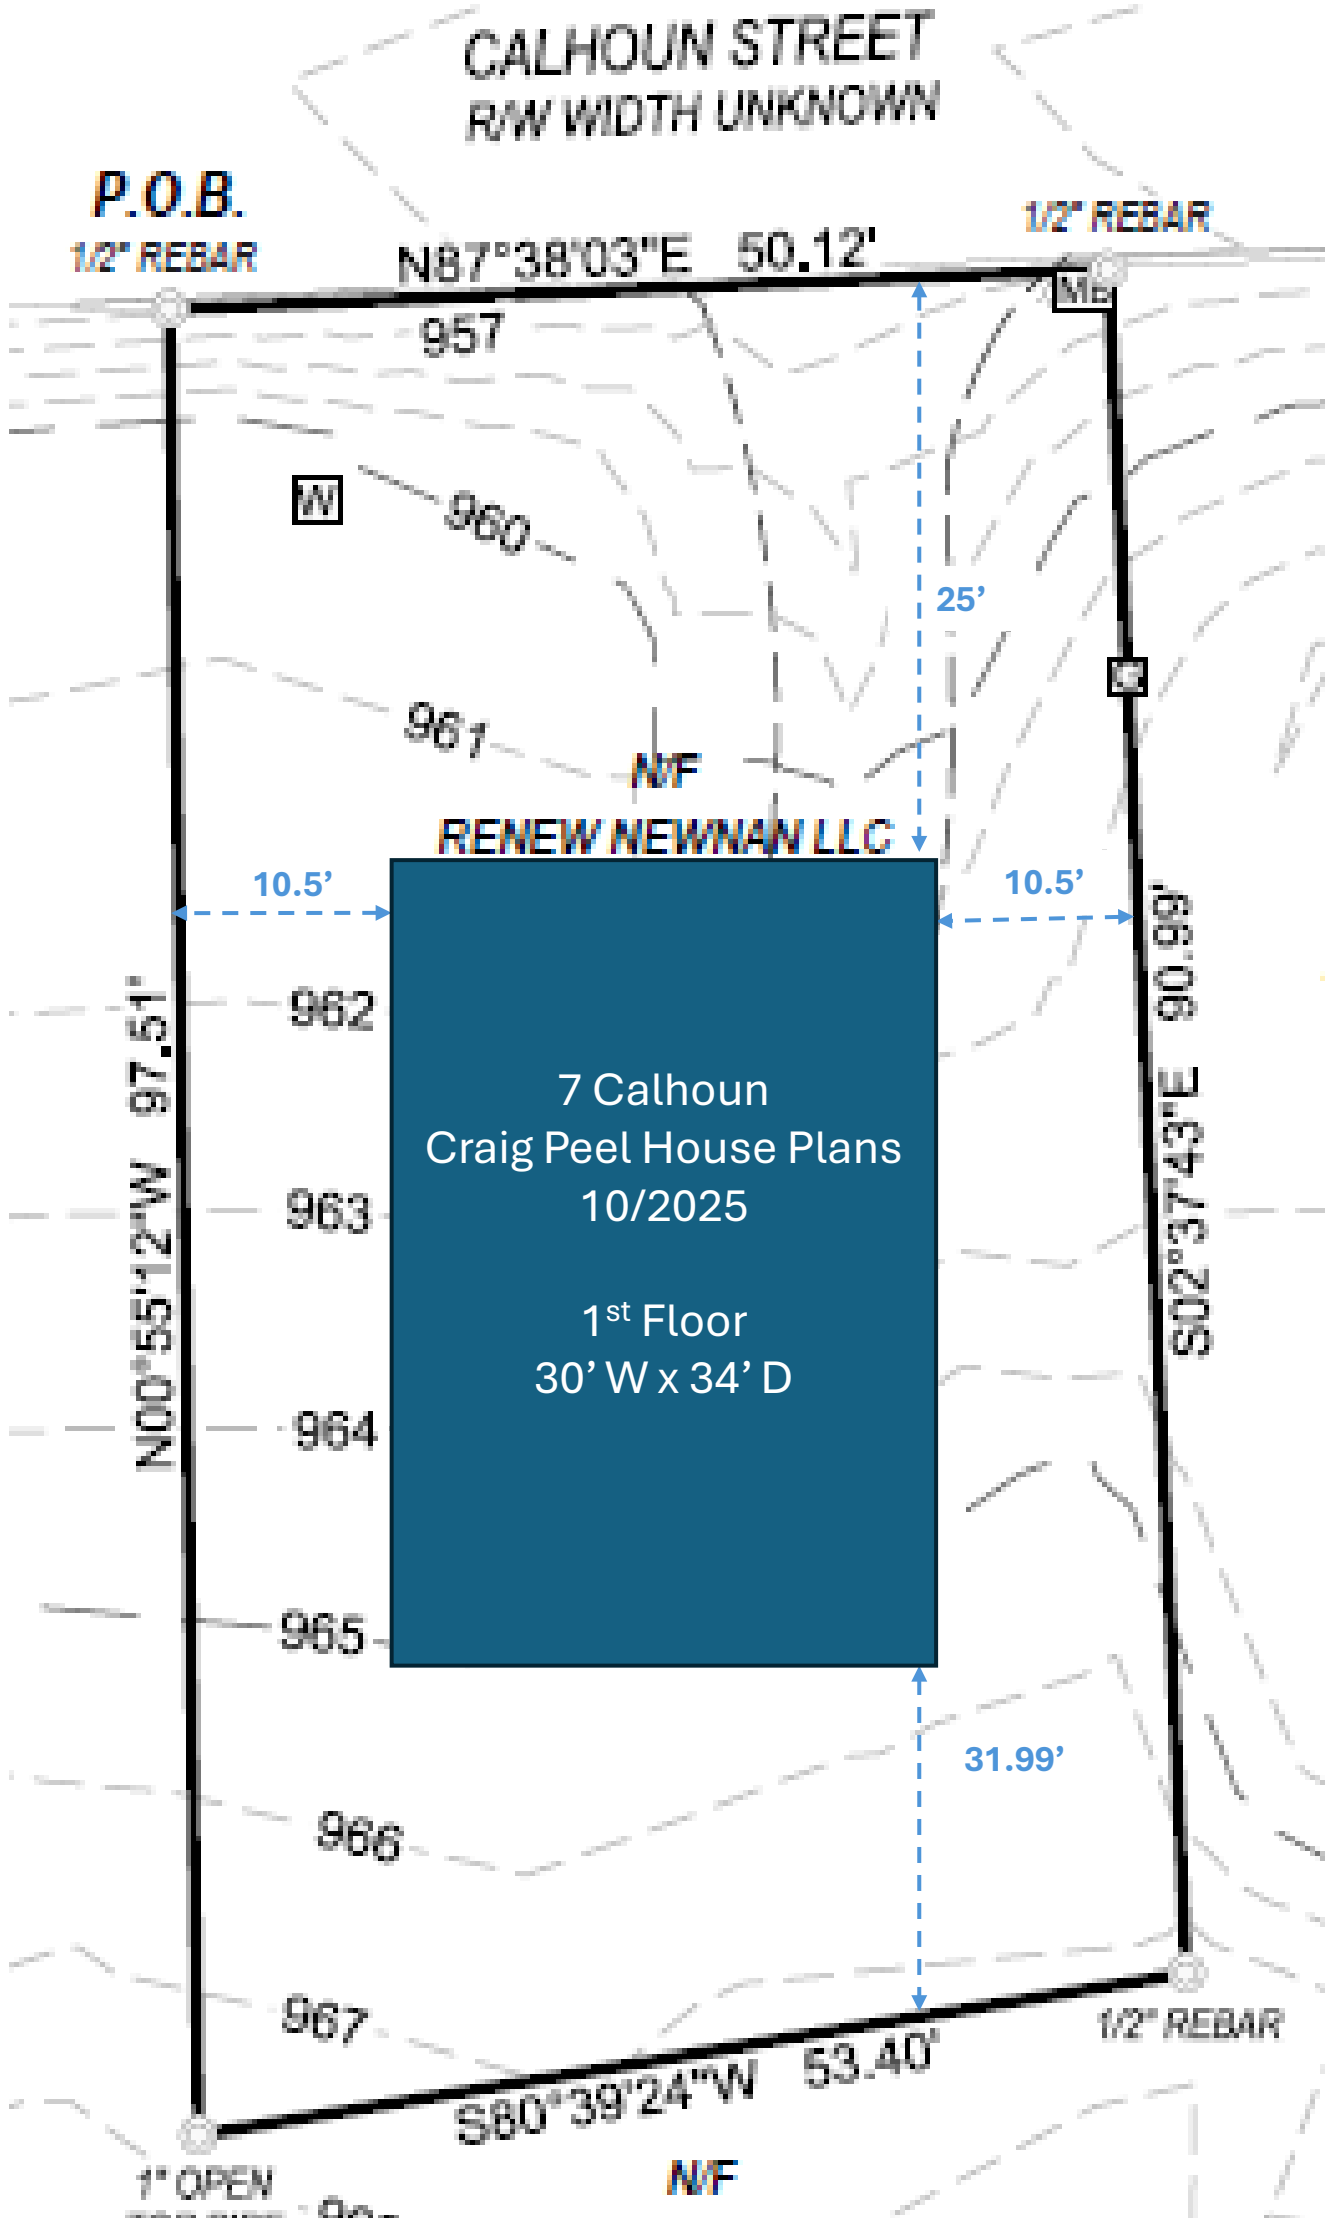 CALHOUN STREET
R/W WIDTH UNKNOWN
P.O.B.
1/2" REBAR
1/2" REBAR
N87°38'03"E 50.12'
957
W
960
25'
961
N/F
RENEW NEWNAN LLC
10.5'
10.5'
N00°55'12"W 97.51'
S02°37'43"E 90.99'
962
7 Calhoun
Craig Peel House Plans
10/2025
963
1st Floor
30' W x 34' D
964
965
31.99'
966
967
1/2" REBAR
S80°39'24"W 53.40'
1" OPEN
N/F